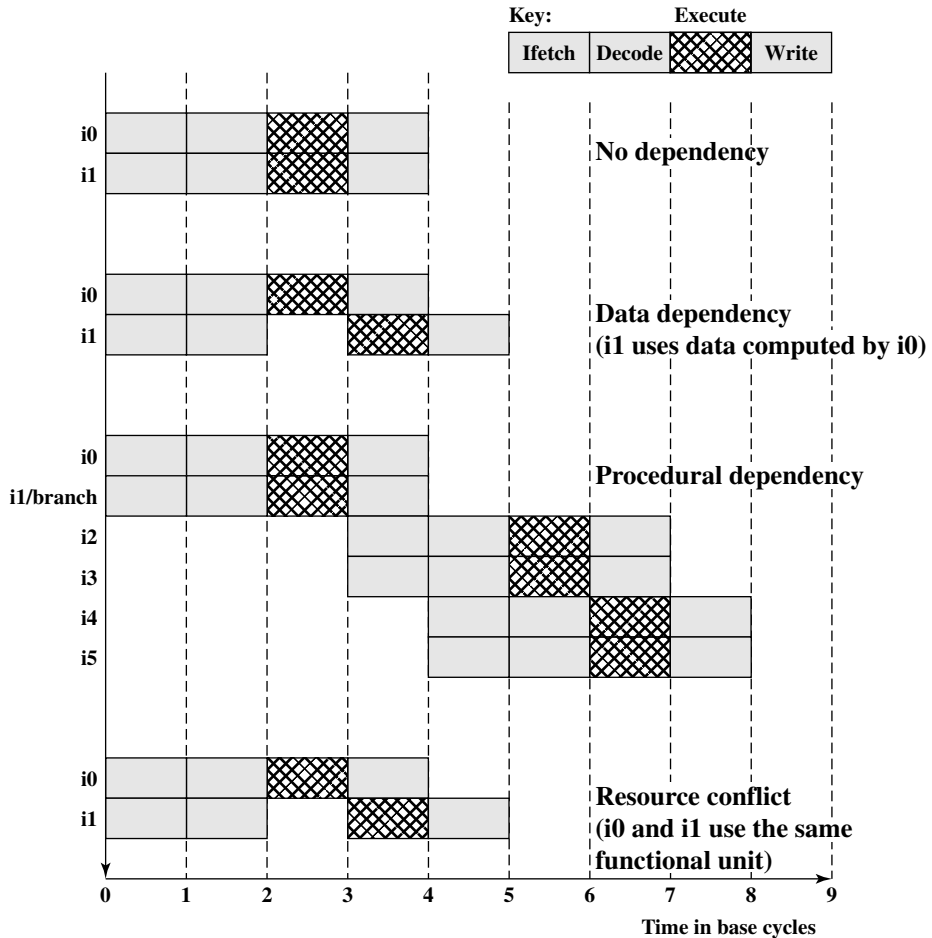 Key:
Execute
Ifetch Decode Write
i0
i1
No dependency
i0
i1
Data dependency
(i1 uses data computed by i0)
i0
i1/branch
i2
i3
i4
i5
Procedural dependency
i0
i1
Resource conflict
(i0 and i1 use the same
functional unit)
0 1 2 3 4 5 6 7 8 9
Time in base cycles